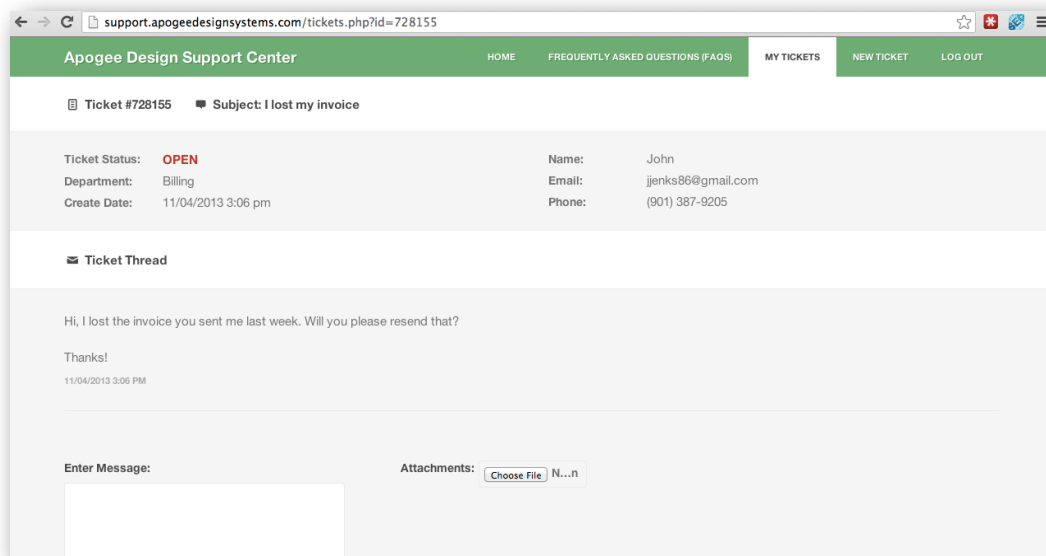 support.apogeedesignsystems.com/tickets.php?id=728155
Apogee Design Support Center HOME FREQUENTLY ASKED QUESTIONS (FAQS) MY TICKETS NEW TICKET LOG OUT
Ticket #728155 Subject: I lost my invoice
Ticket Status: OPEN Name: John
Department: Billing Email: jjenks86@gmail.com
Create Date: 11/04/2013 3:06 pm Phone: (901) 387-9205
Ticket Thread
Hi, I lost the invoice you sent me last week. Will you please resend that?
Thanks!
11/04/2013 3:06 PM
Enter Message: Attachments: Choose File N...n